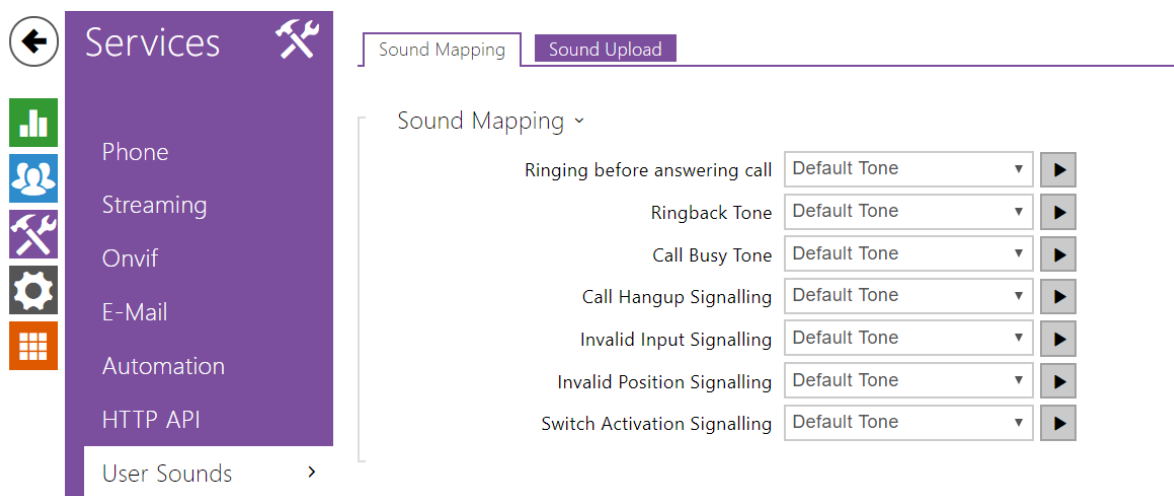 Services
Phone
Streaming
Onvif
E-Mail
Automation
HTTP API
User Sounds
Sound Mapping Sound Upload
Sound Mapping
Ringing before answering call Default Tone
Ringback Tone Default Tone
Call Busy Tone Default Tone
Call Hangup Signalling Default Tone
Invalid Input Signalling Default Tone
Invalid Position Signalling Default Tone
Switch Activation Signalling Default Tone